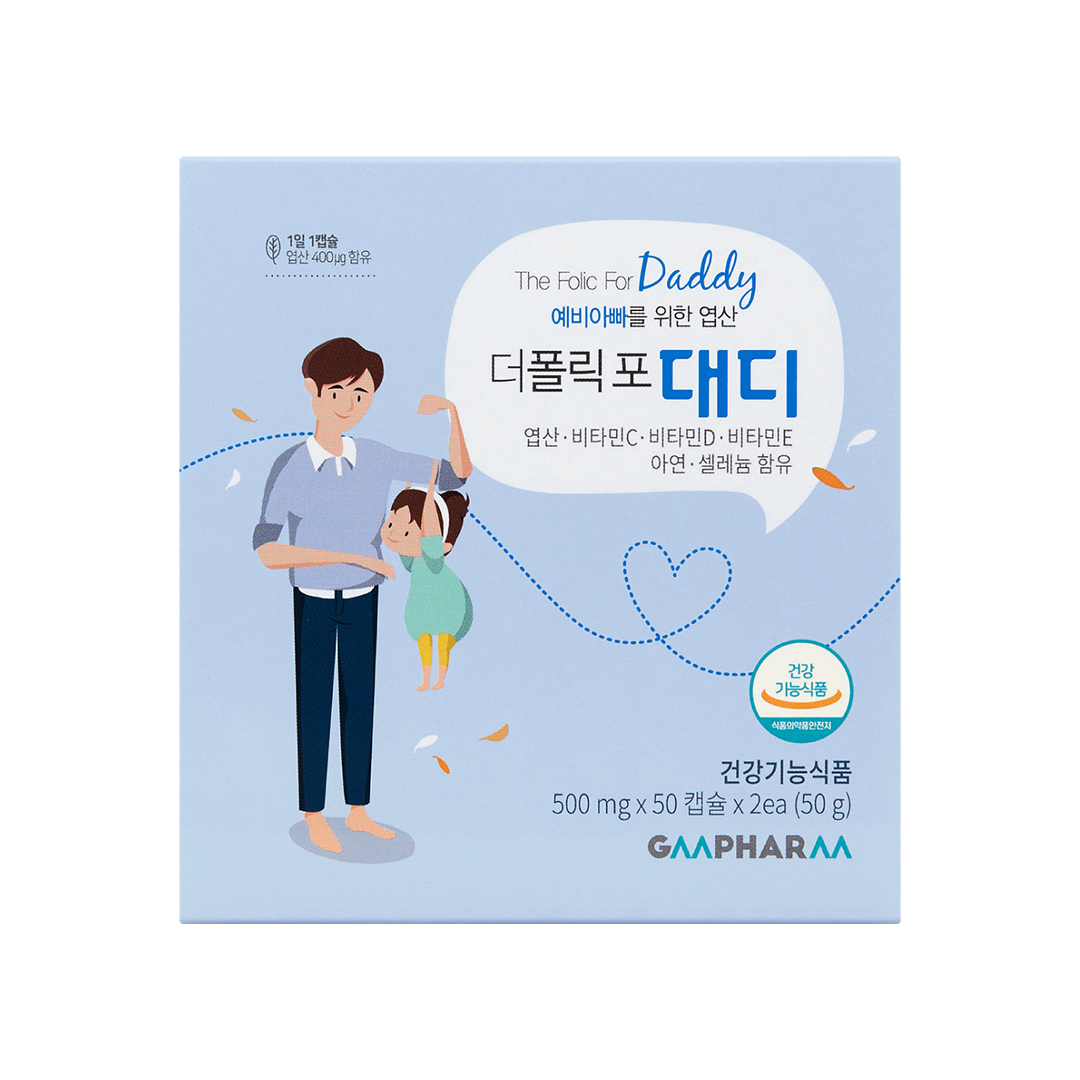 1일 1캡슐
엽산 400μg 함유
The Folic For Daddy
예비아빠를 위한 엽산
더폴릭 포 대디
엽산·비타민C·비타민D·비타민E
아연·셀레늄 함유
건강
기능식품
식품의약품안전처
건강기능식품
500 mg x 50 캡슐 x 2ea (50 g)
GAAPHARAA